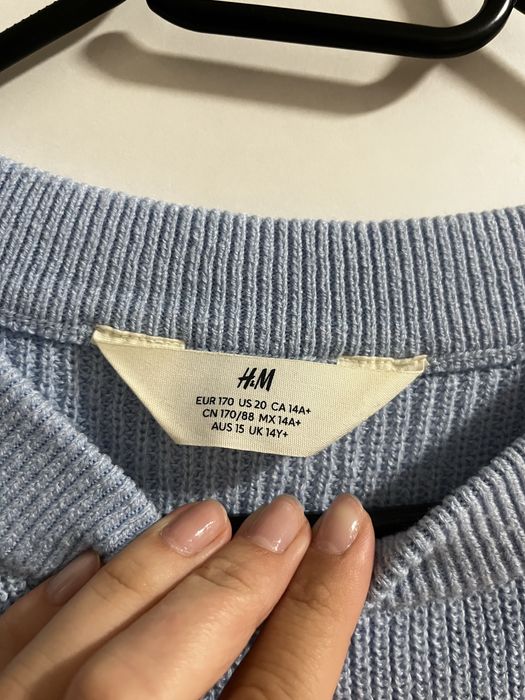 H&M
EUR 170 US 20 CA 14A+
CN 170/88 MX 14A+
AUS 15 UK 14Y+